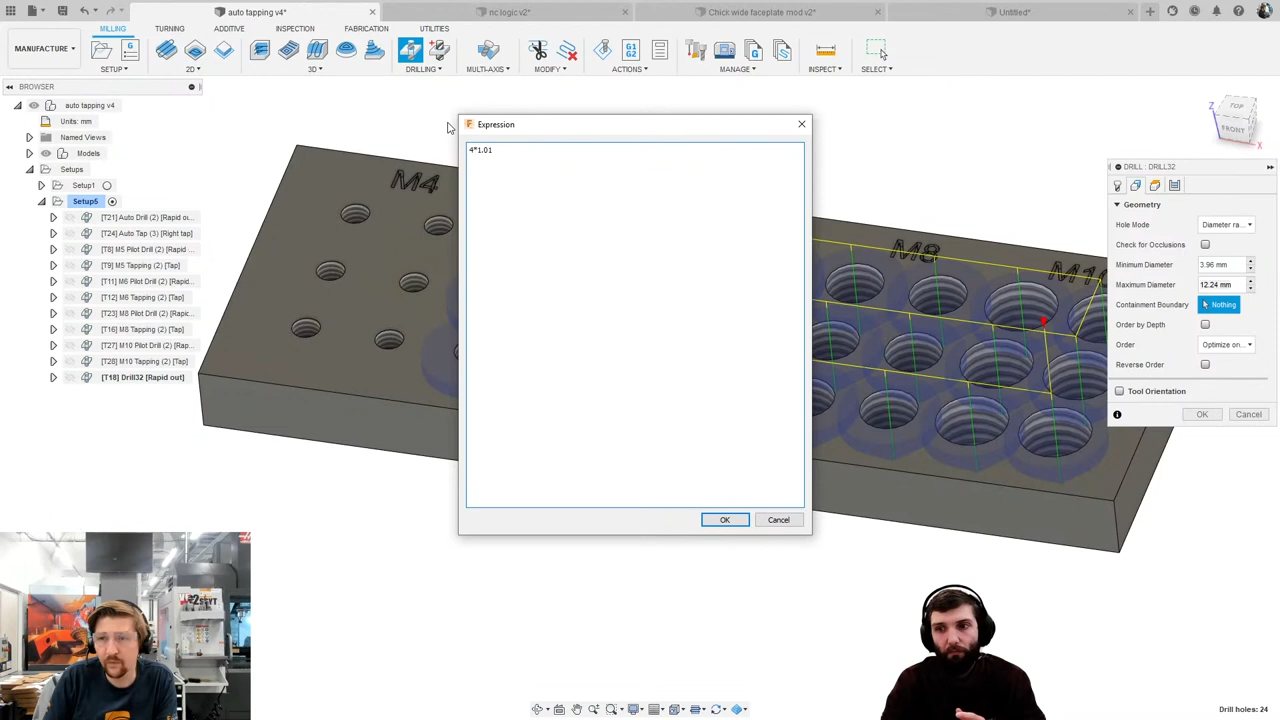 auto tapping v4*
nc logic v2*
Chick wide faceplate mod v2*
Untitled*
MILLING TURNING ADDITIVE INSPECTION FABRICATION UTILITIES
MANUFACTURE
SETUP
2D
3D
DRILLING
MULTI-AXIS
MODIFY
ACTIONS
MANAGE
INSPECT
SELECT
G1
G2
BROWSER
auto tapping v4
Units: mm
Named Views
Models
Setups
Setup1
Setup5
[T21] Auto Drill (2) [Rapid ou...
[T24] Auto Tap (3) [Right tap]
[T8] M5 Pilot Drill (2) [Rapid ...
[T9] M5 Tapping (2) [Tap]
[T11] M6 Pilot Drill (2) [Rapid...
[T12] M6 Tapping (2) [Tap]
[T23] M8 Pilot Drill (2) [Rapid...
[T16] M8 Tapping (2) [Tap]
[T27] M10 Pilot Drill (2) [Rap...
[T28] M10 Tapping (2) [Tap]
[T18] Drill32 [Rapid out]
M4
M8
Expression
4*1.01
OK
Cancel
Z
X
TOP
FRONT
DRILL : DRILL32
Geometry
Hole Mode
Diameter ra...
Check for Occlusions
Minimum Diameter
3.96 mm
Maximum Diameter
12.24 mm
Containment Boundary
Nothing
Order by Depth
Order
Optimize on...
Reverse Order
Tool Orientation
OK
Cancel
Drill holes: 24